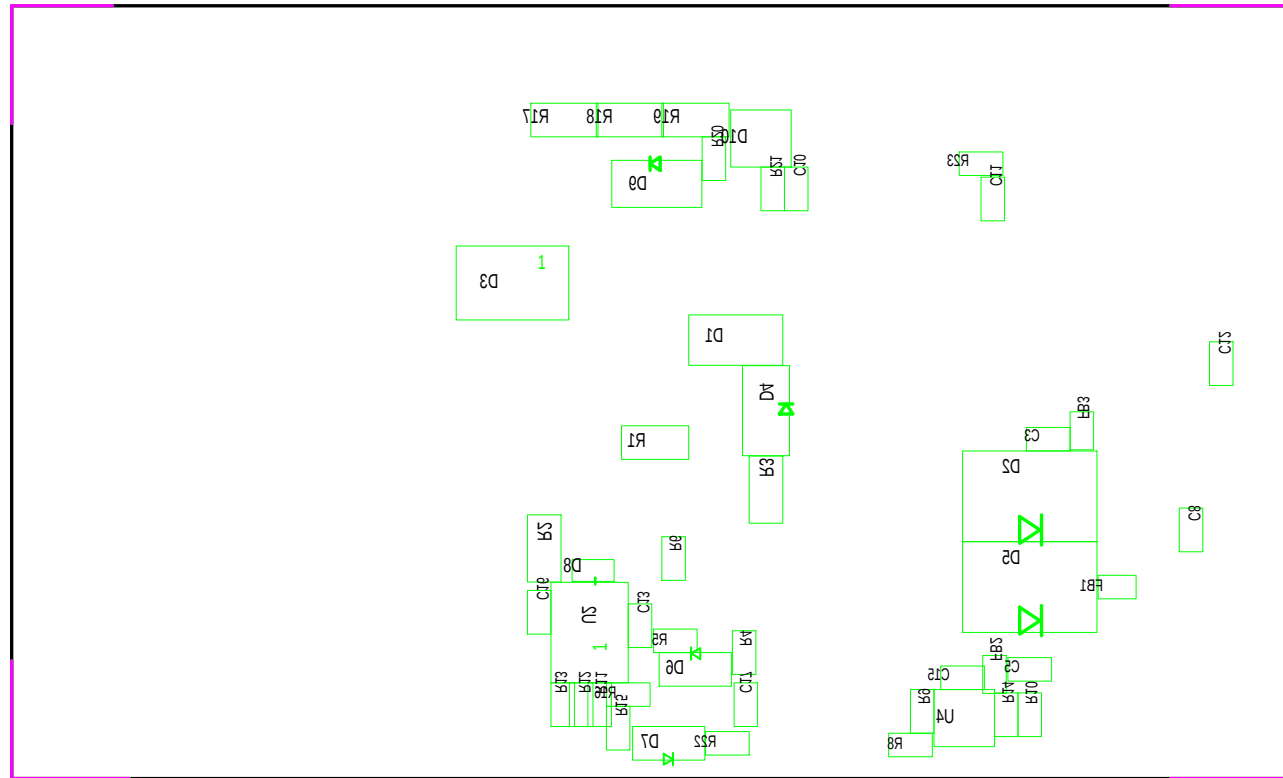 R17
R18
R19
R20
D10
R21
C10
R23
C11
D9
D3
1
D1
C12
D4
R1
R3
FB3
C3
D2
C8
R2
R6
D8
D5
C16
U2
C13
FB1
1
R5
R4
D6
FB2
C5
C15
R13
R12
R11
R15
C17
R9
U4
R14
R10
D7
R22
R8